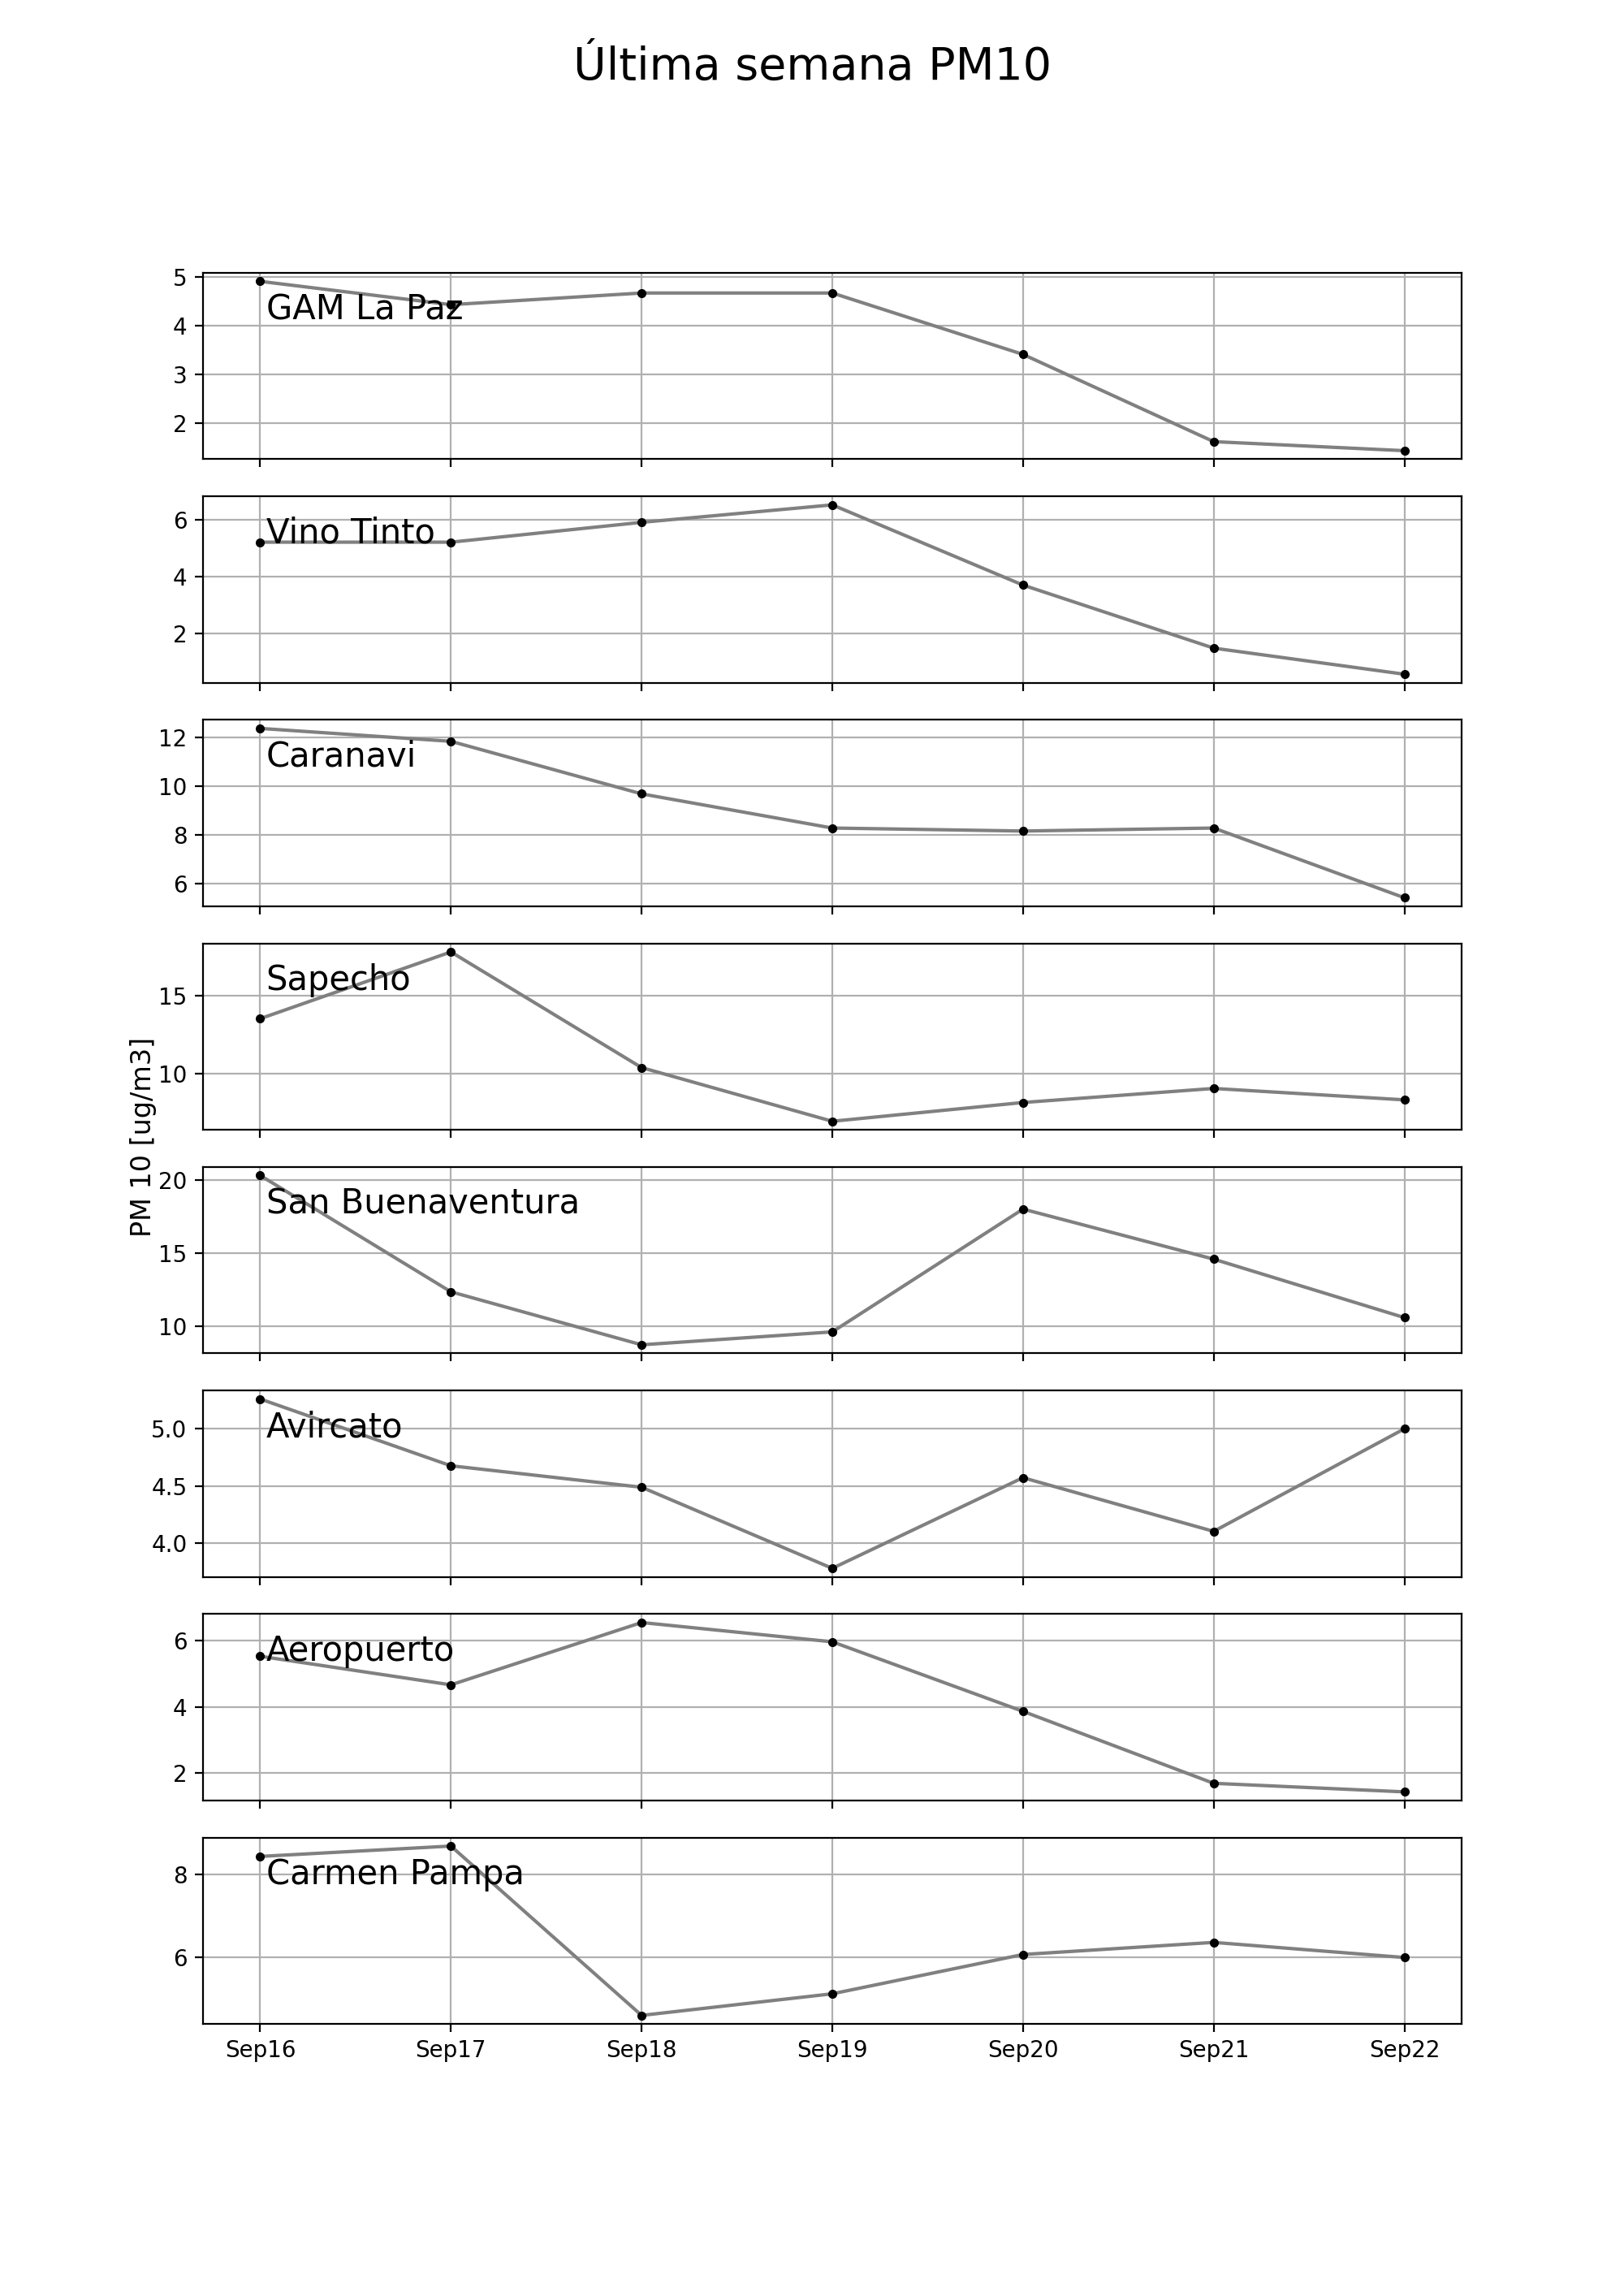 Última semana PM10
5
4
3
2
GAM La Paz
6
4
2
Vino Tinto
12
10
8
6
Caranavi
15
10
Sapecho
PM 10 [ug/m3]
20
15
10
San Buenaventura
5.0
4.5
4.0
Avircato
6
4
2
Aeropuerto
8
6
Carmen Pampa
Sep16 Sep17 Sep18 Sep19 Sep20 Sep21 Sep22